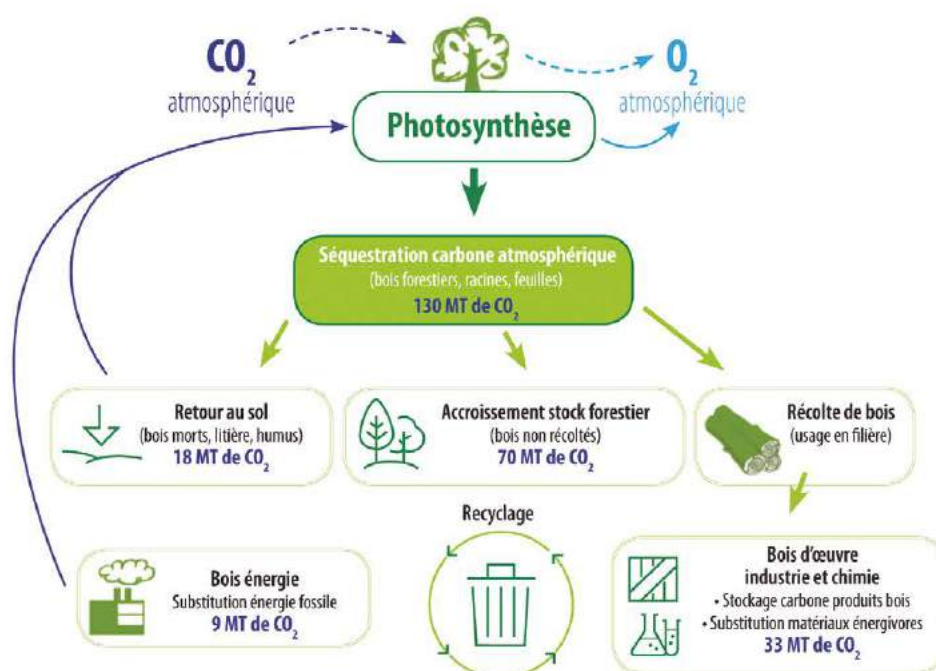 CO₂
atmosphérique
O₂
atmosphérique
Photosynthèse
Séquestration carbone atmosphérique
(bois forestiers, racines, feuilles)
130 MT de CO₂
Retour au sol
(bois morts, litière, humus)
18 MT de CO₂
Accroissement stock forestier
(bois non récoltés)
70 MT de CO₂
Récolte de bois
(usage en filière)
Bois énergie
Substitution énergie fossile
9 MT de CO₂
Recyclage
Bois d'œuvre
industrie et chimie
• Stockage carbone produits bois
• Substitution matériaux énergivores
33 MT de CO₂